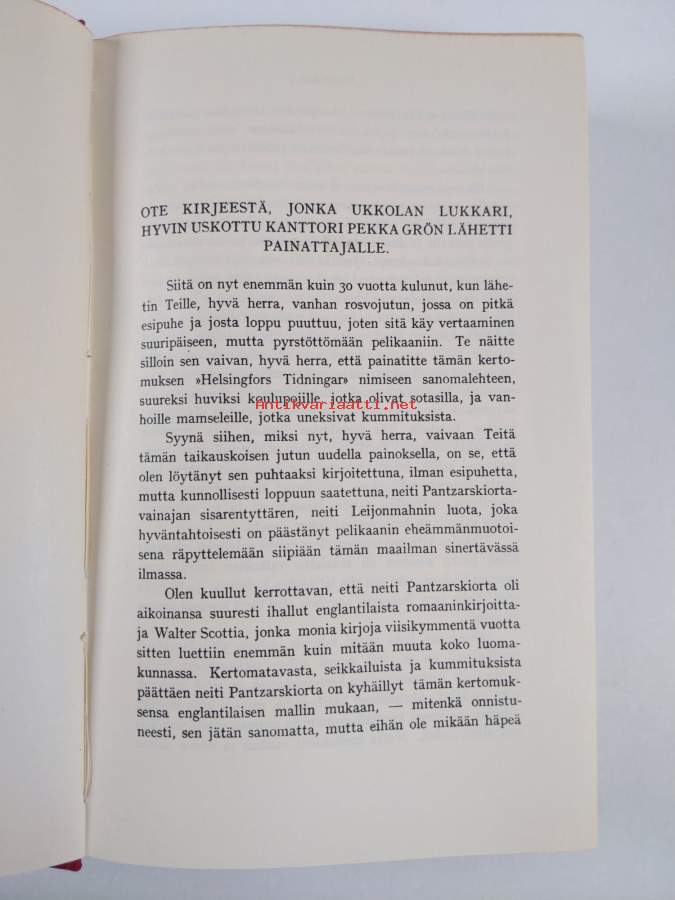 OTE KIRJEESTÄ, JONKA UKKOLAN LUKKARI,
HYVIN USKOTTU KANTTORI PEKKA GRÖN LÄHETTI
PAINATTAJALLE.
Siitä on nyt enemmän kuin 30 vuotta kulunut, kun lähe-
tin Teille, hyvä herra, vanhan rosvojutun, jossa on pitkä
esipuhe ja josta loppu puuttuu, joten sitä käy vertaaminen
suuripäiseen, mutta pyrstöttömään pelikaaniin. Te näitte
silloin sen vaivan, hyvä herra, että painatitte tämän kerto-
muksen »Helsingfors Tidningar» nimiseen sanomalehteen,
suureksi huviksi koulupojille, jotka olivat sotasilla, ja van-
Antikvariaatti.net
hoille mamseleille, jotka uneksivat kummituksista.
Syynä siihen, miksi nyt, hyvä herra, vaivaan Teitä
tämän taikauskoisen jutun uudella painoksella, on se, että
olen löytänyt sen puhtaaksi kirjoitettuna, ilman esipuhetta,
mutta kunnollisesti loppuun saatettuna, neiti Pantzarskiorta-
vainajan sisarentyttären, neiti Leijonmahnin luota, joka
hyväntahtoisesti on päästänyt pelikaanin eheämmänmuotoi-
sena räpyttelemään siipiään tämän maailman sinertävässä
ilmassa.
Olen kuullut kerrottavan, että neiti Pantzarskiorta oli
aikoinansa suuresti ihallut englantilaista romaaninkirjoitta-
ja Walter Scottia, jonka monia kirjoja viisikymmentä vuotta
sitten luettiin enemmän kuin mitään muuta koko luoma-
kunnassa. Kertomatavasta, seikkailuista ja kummituksista
päättäen neiti Pantzarskiorta on kyhäillyt tämän kertomuk-
sensa englantilaisen mallin mukaan, — mitenkä onnistu-
neesti, sen jätän sanomatta, mutta eihän ole mikään häpeä